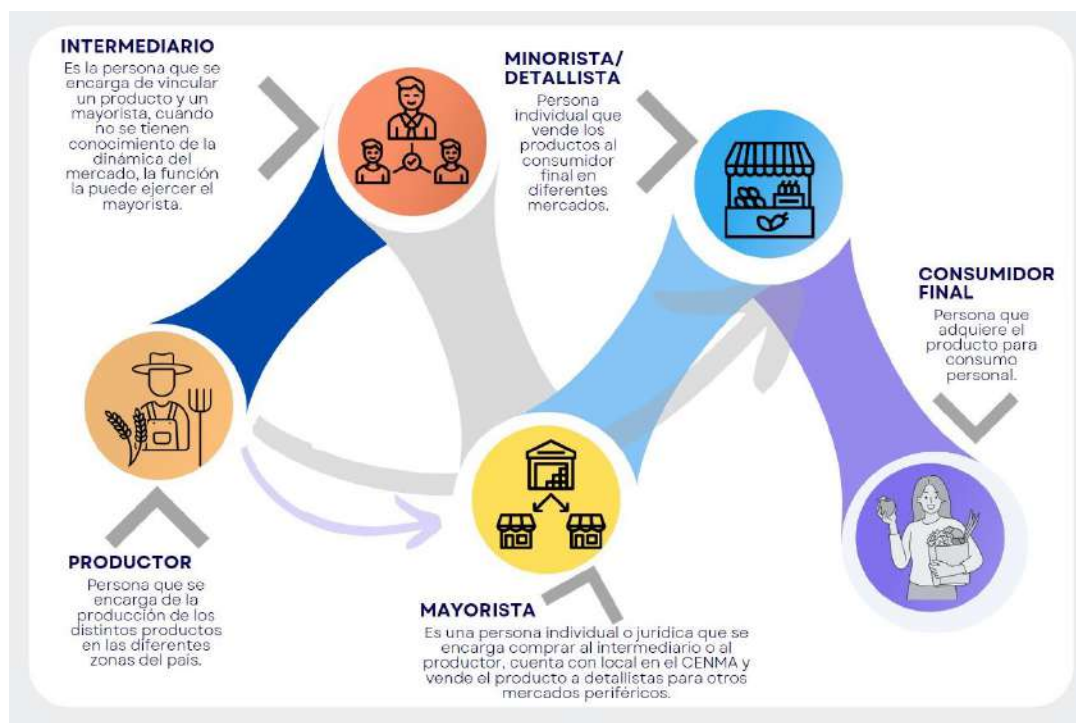 INTERMEDIARIO
Es la persona que se
encarga de vincular
un producto y un
mayorista, cuando
no se tienen
conocimiento de la
dinámica del
mercado, la función
la puede ejercer el
mayorista.
MINORISTA/
DETALLISTA
Persona
individual que
vende los
productos al
consumidor
final en
diferentes
mercados.
CONSUMIDOR
FINAL
Persona que
adquiere el
producto para
consumo
personal.
PRODUCTOR
Persona que se
encarga de la
producción de los
distintos productos
en las diferentes
zonas del país.
MAYORISTA
Es una persona individual o jurídica que se
encarga comprar al intermediario o al
productor, cuenta con local en el CENMA y
vende el producto a detallistas para otros
mercados periféricos.